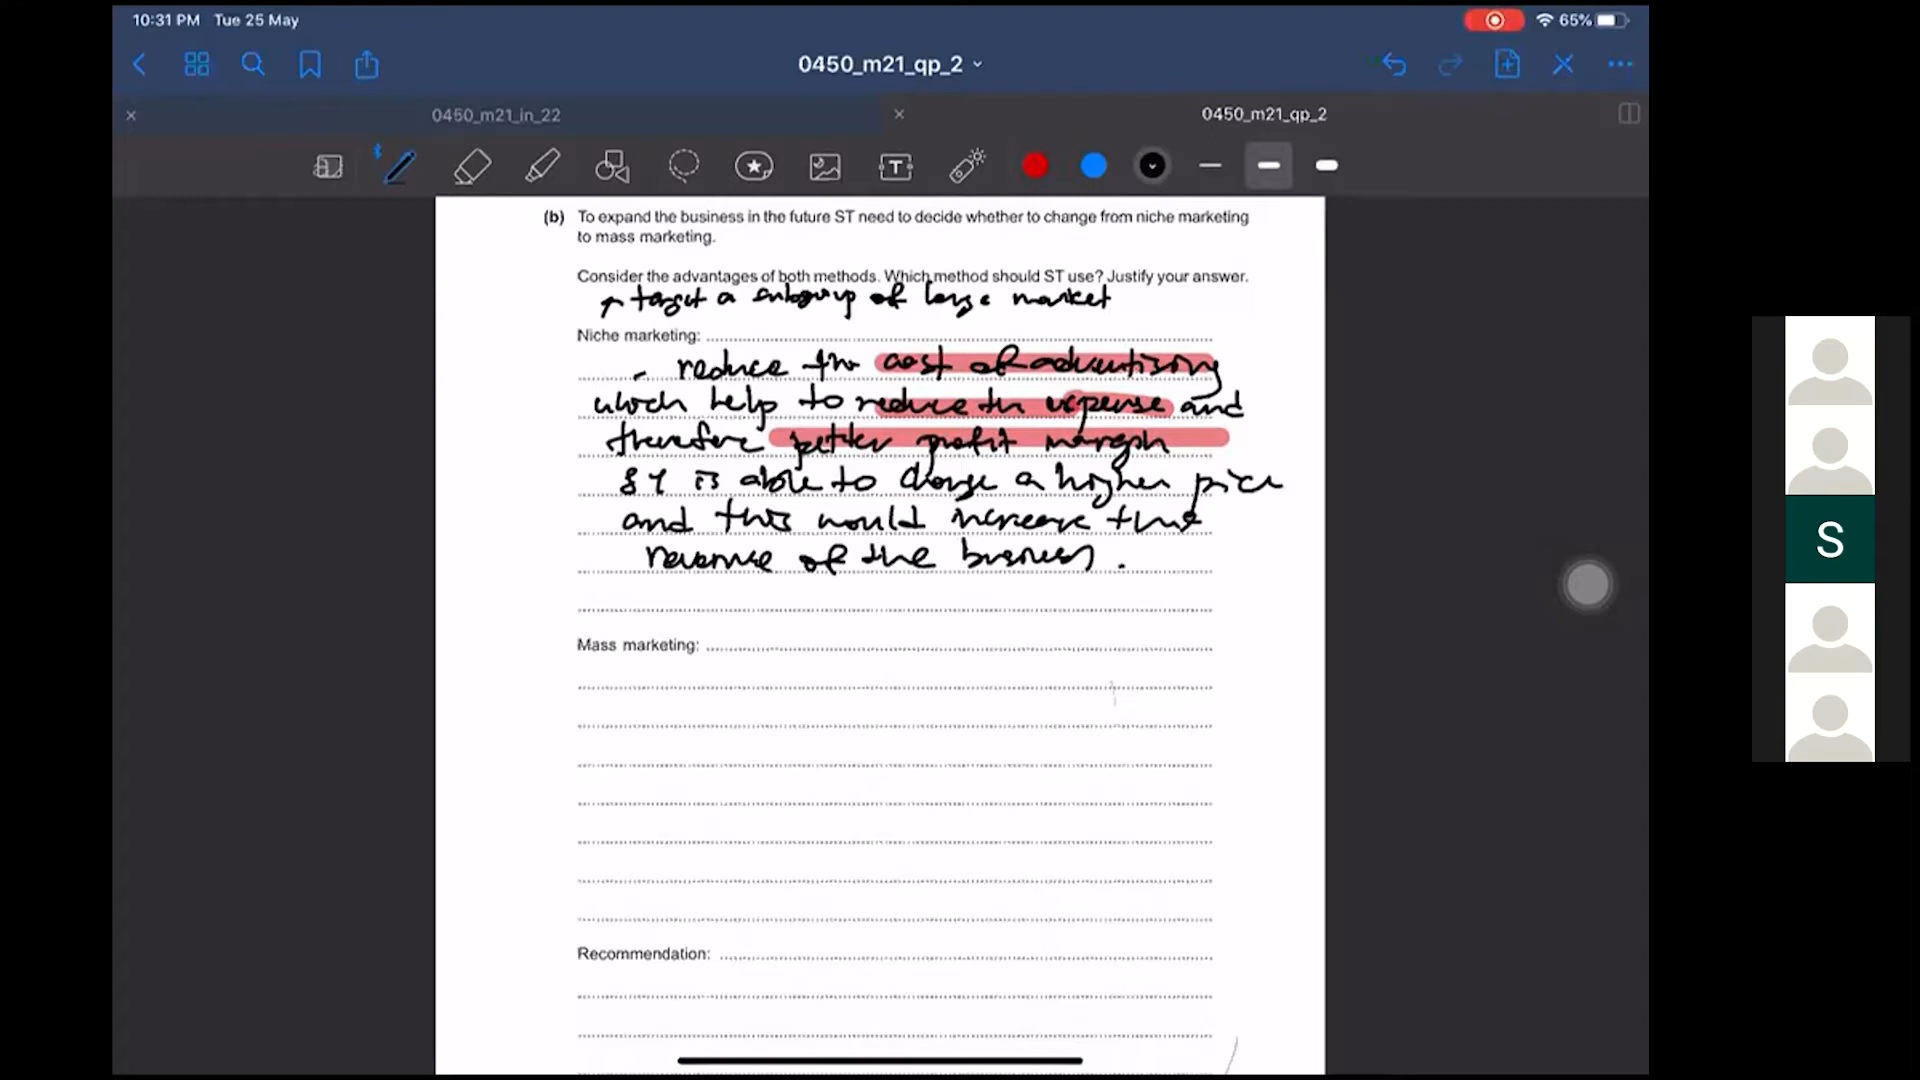 10:31 PM Tue 25 May
65%
0450_m21_qp_2
0450_m21_in_22
0450_m21_qp_2
T
(b) To expand the business in the future ST need to decide whether to change from niche marketing
to mass marketing.
Consider the advantages of both methods. Which method should ST use? Justify your answer.
target a subgroup of large market
Niche marketing:
- reduce the cost of advertising
which help to reduce the expense and
therefore better profit margin
ST is able to charge a higher price
and this would increase the
revenue of the business.
Mass marketing:
Recommendation:
S